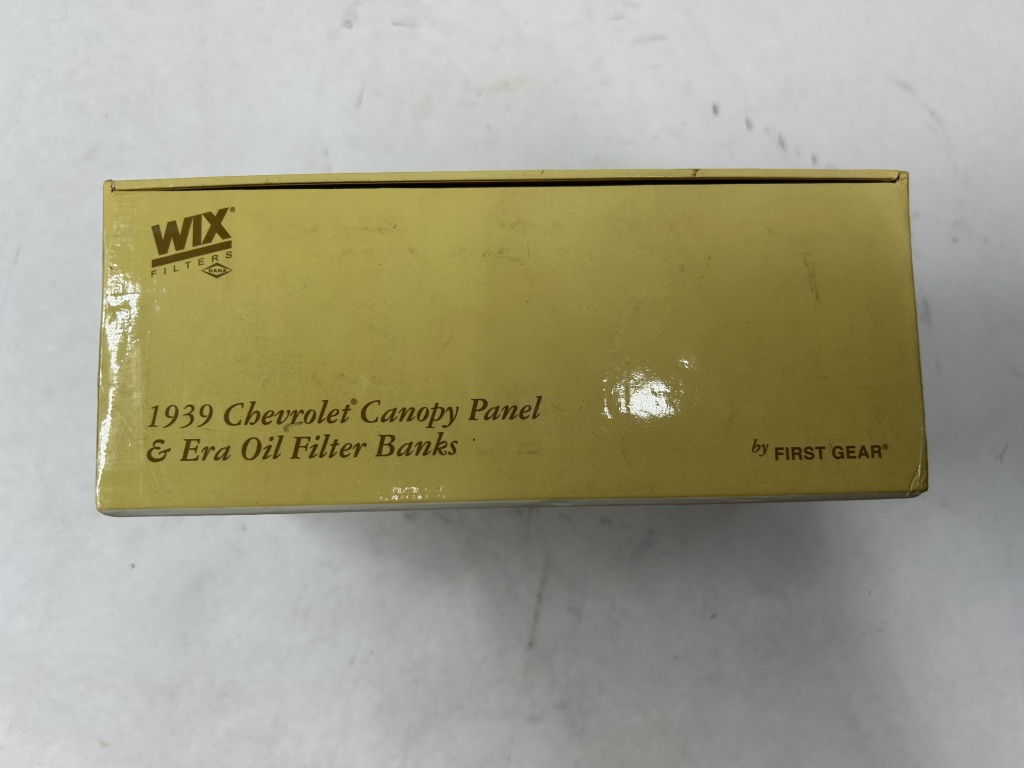 WIX®
FILTERS
DANA
1939 Chevrolet® Canopy Panel
& Era Oil Filter Banks
by FIRST GEAR®